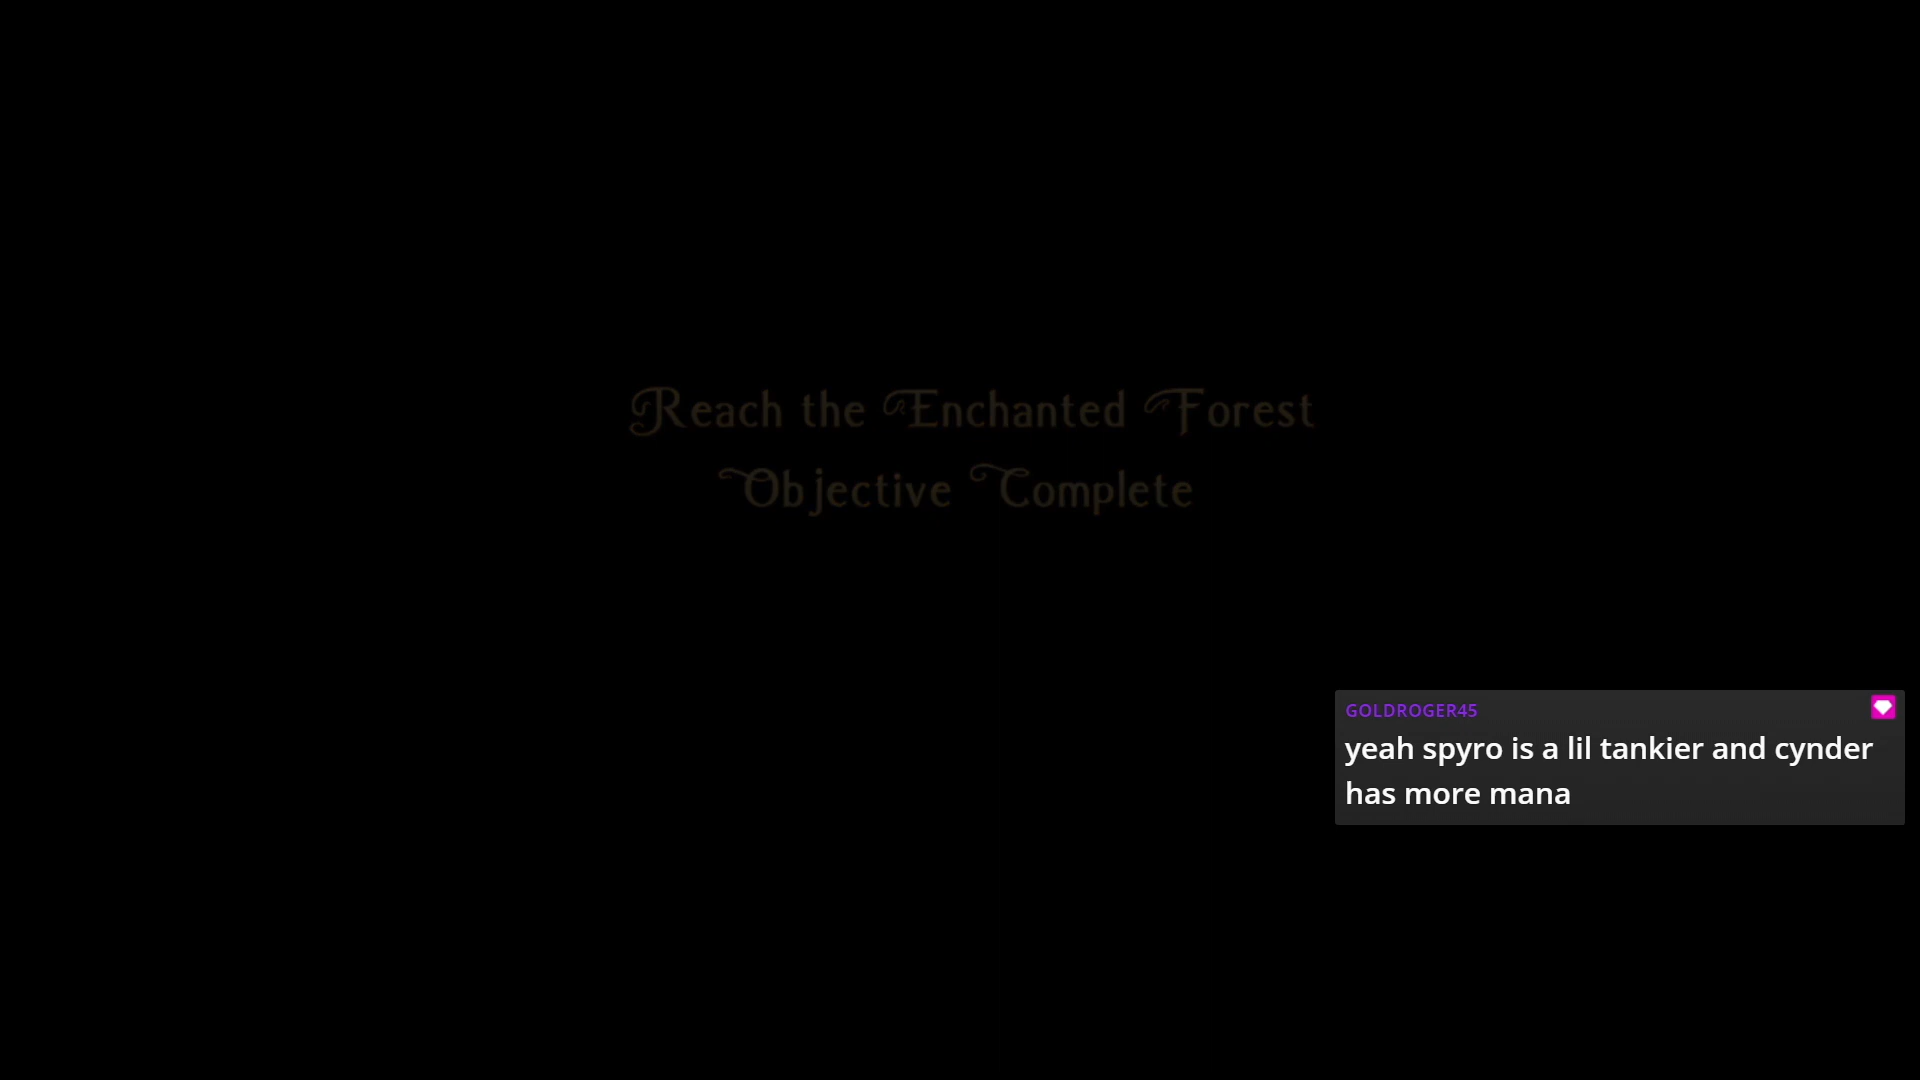 Reach the Enchanted Forest
Objective Complete
GOLDROGER45
yeah spyro is a lil tankier and cynder
has more mana